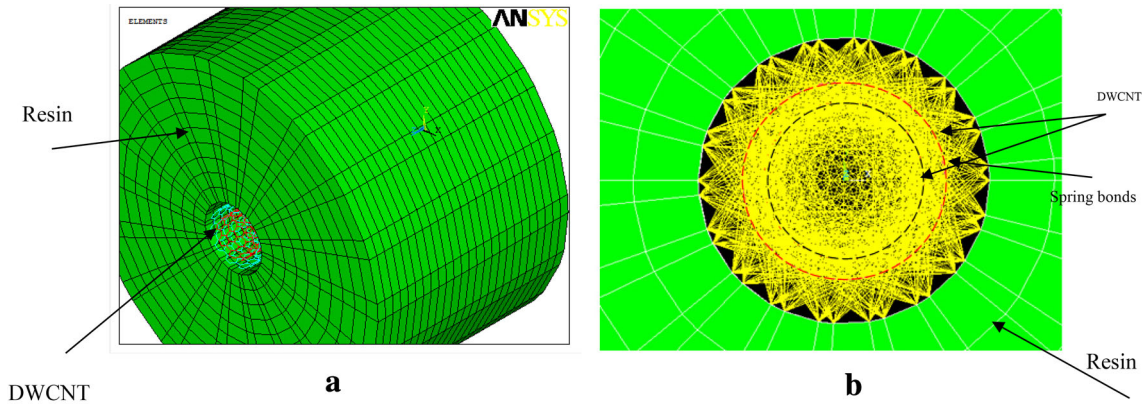 ELEMENTS
ANSYS
Resin
DWCNT
a
DWCNT
Spring bonds
Resin
b